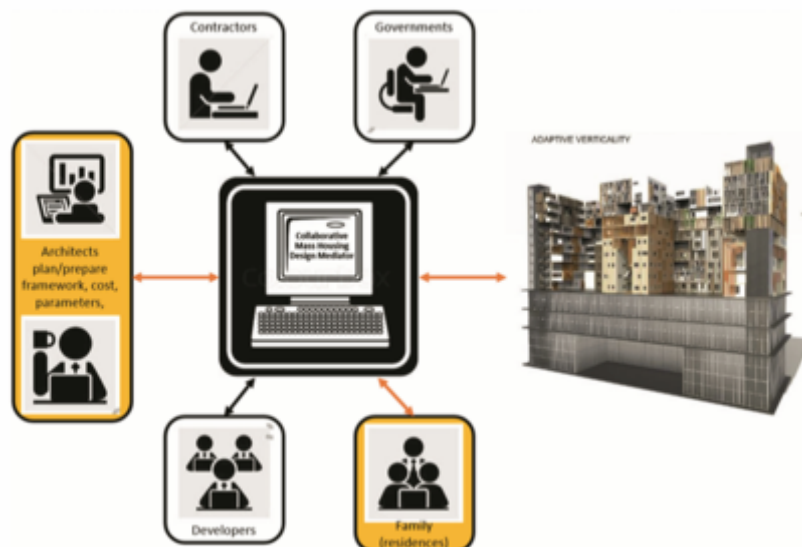 Contractors
Governments
ADAPTIVE VERTICALITY
Collaborative
Mass Housing
Design Mediator
Architects
plan/prepare
framework, cost,
parameters,
Developers
Family
(residences)